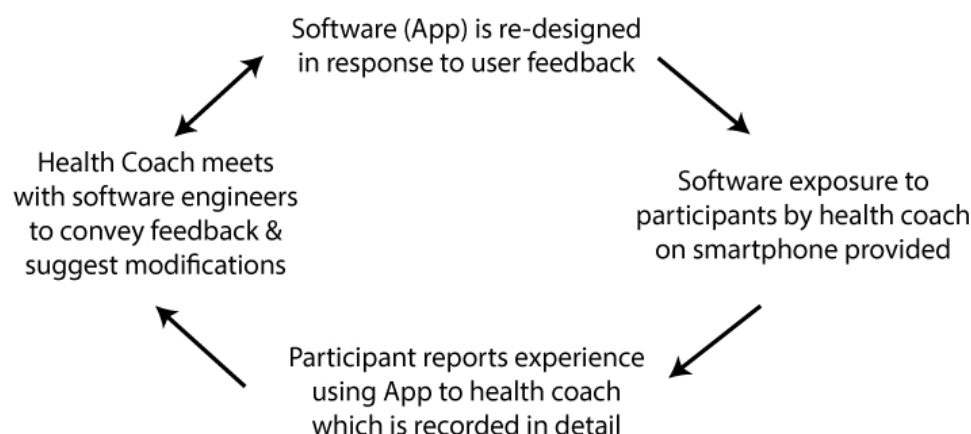 Software (App) is re-designed
in response to user feedback
Software exposure to
participants by health coach
on smartphone provided
Participant reports experience
using App to health coach
which is recorded in detail
Health Coach meets
with software engineers
to convey feedback &
suggest modifications